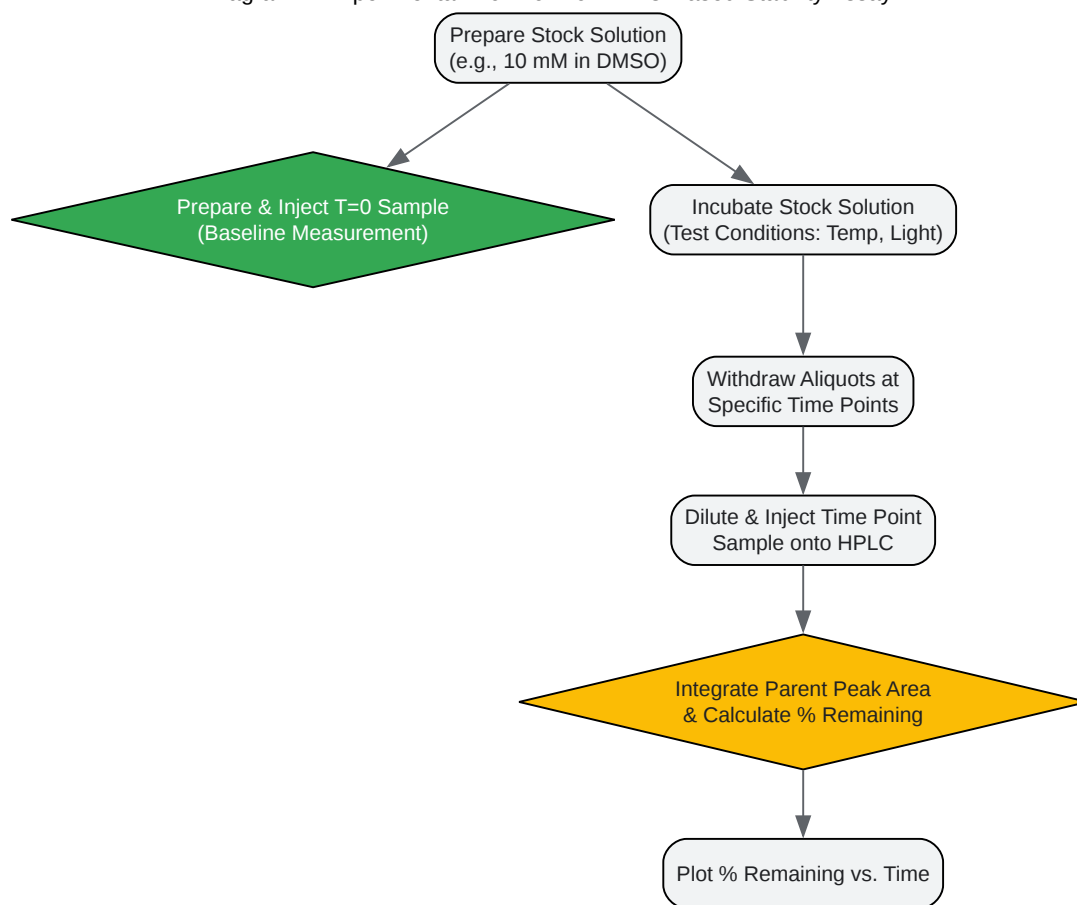 Prepare Stock Solution
(e.g., 10 mM in DMSO)
Prepare & Inject T=0 Sample
(Baseline Measurement)
Incubate Stock Solution
(Test Conditions: Temp, Light)
Withdraw Aliquots at
Specific Time Points
Dilute & Inject Time Point
Sample onto HPLC
Integrate Parent Peak Area
& Calculate % Remaining
Plot % Remaining vs. Time